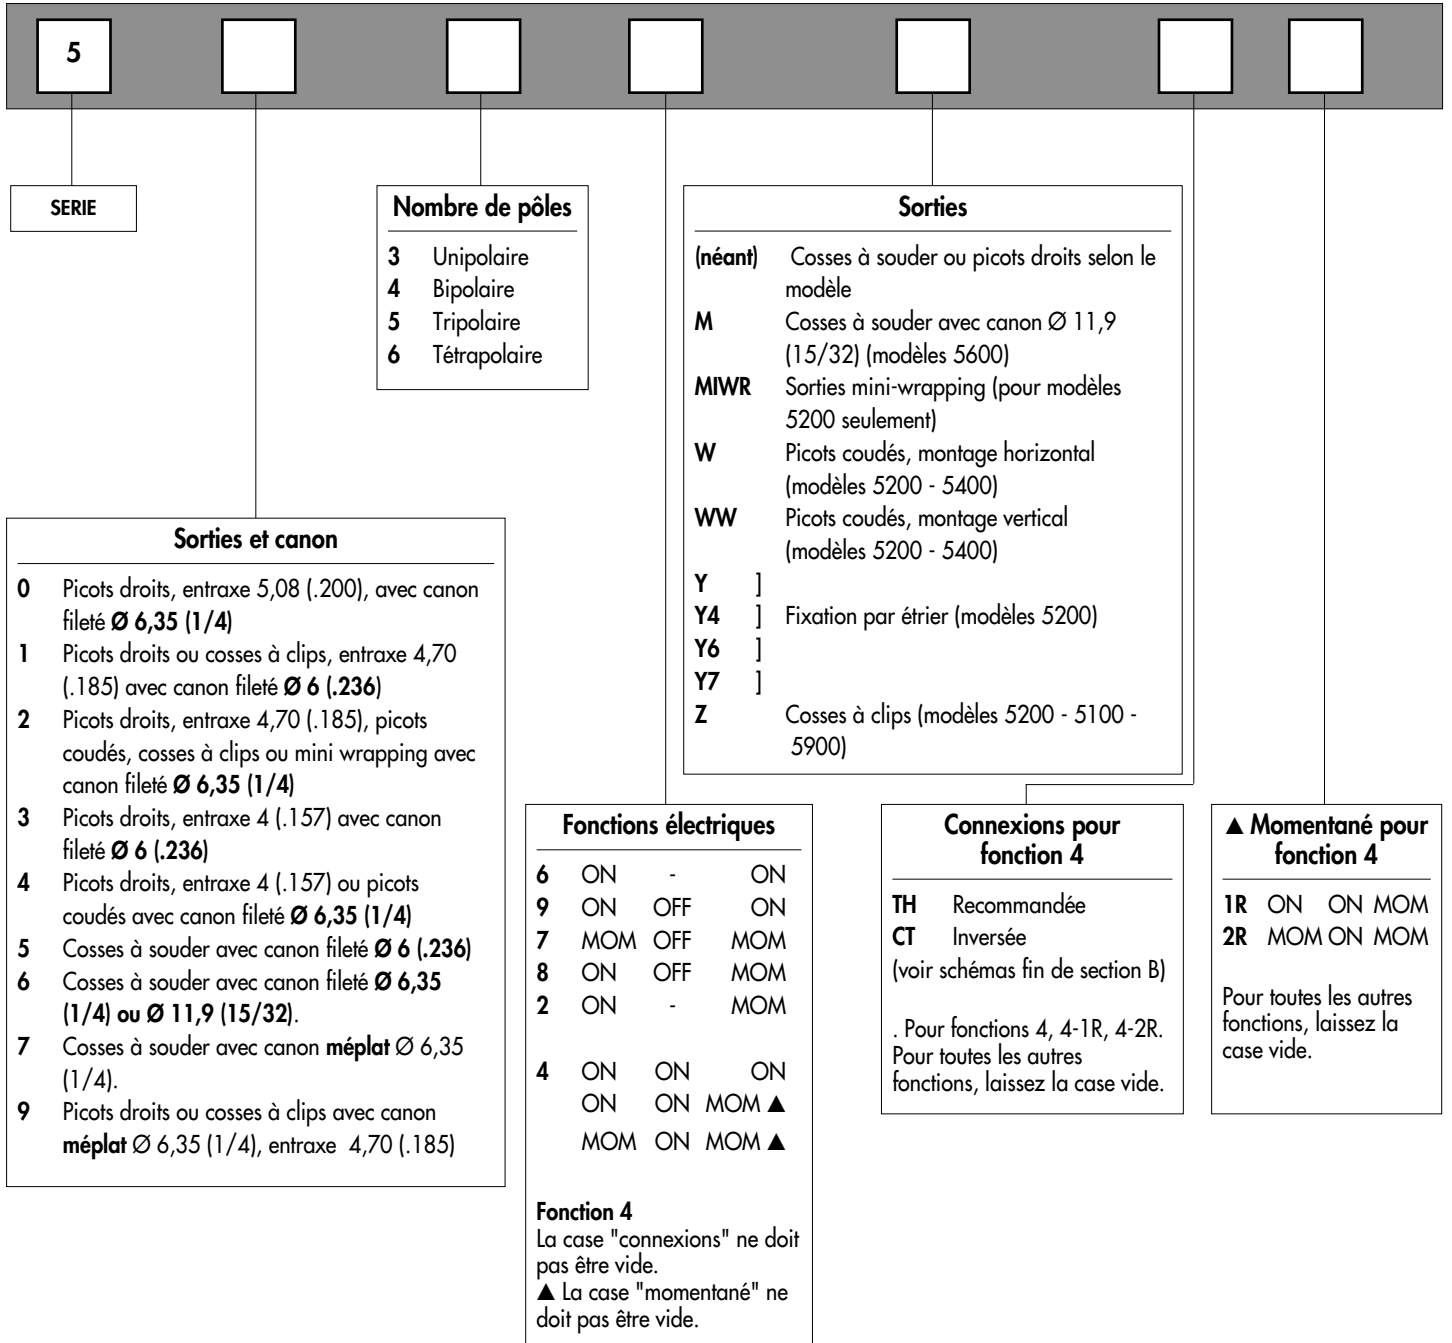 5
SERIE
Nombre de pôles
3 Unipolaire
4 Bipolaire
5 Tripolaire
6 Tétrapolaire
Sorties
(néant) Cosses à souder ou picots droits selon le
modèle
M Cosses à souder avec canon Ø 11,9
(15/32) (modèles 5600)
MIWR Sorties mini-wrapping (pour modèles
5200 seulement)
W Picots coudés, montage horizontal
(modèles 5200 - 5400)
WW Picots coudés, montage vertical
(modèles 5200 - 5400)
Y ]
Y4 ] Fixation par étrier (modèles 5200)
Y6 ]
Y7 ]
Z Cosses à clips (modèles 5200 - 5100 -
5900)
Sorties et canon
0 Picots droits, entraxe 5,08 (.200), avec canon
fileté Ø 6,35 (1/4)
1 Picots droits ou cosses à clips, entraxe 4,70
(.185) avec canon fileté Ø 6 (.236)
2 Picots droits, entraxe 4,70 (.185), picots
coudés, cosses à clips ou mini wrapping avec
canon fileté Ø 6,35 (1/4)
3 Picots droits, entraxe 4 (.157) avec canon
fileté Ø 6 (.236)
4 Picots droits, entraxe 4 (.157) ou picots
coudés avec canon fileté Ø 6,35 (1/4)
5 Cosses à souder avec canon fileté Ø 6 (.236)
6 Cosses à souder avec canon fileté Ø 6,35
(1/4) ou Ø 11,9 (15/32).
7 Cosses à souder avec canon méplat Ø 6,35
(1/4).
9 Picots droits ou cosses à clips avec canon
méplat Ø 6,35 (1/4), entraxe 4,70 (.185)
Fonctions électriques
6 ON - ON
9 ON OFF ON
7 MOM OFF MOM
8 ON OFF MOM
2 ON - MOM
4 ON ON ON
ON ON MOM ▲
MOM ON MOM ▲
Fonction 4
La case "connexions" ne doit
pas être vide.
▲ La case "momentané" ne
doit pas être vide.
Connexions pour
fonction 4
TH Recommandée
CT Inversée
(voir schémas fin de section B)
. Pour fonctions 4, 4-1R, 4-2R.
Pour toutes les autres
fonctions, laissez la case vide.
▲ Momentané pour
fonction 4
1R ON ON MOM
2R MOM ON MOM
Pour toutes les autres
fonctions, laissez la
case vide.